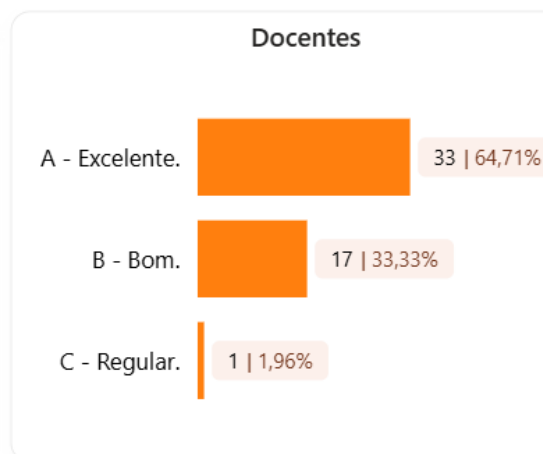 Docentes
A - Excelente. 33 | 64,71%
B - Bom. 17 | 33,33%
C - Regular. 1 | 1,96%